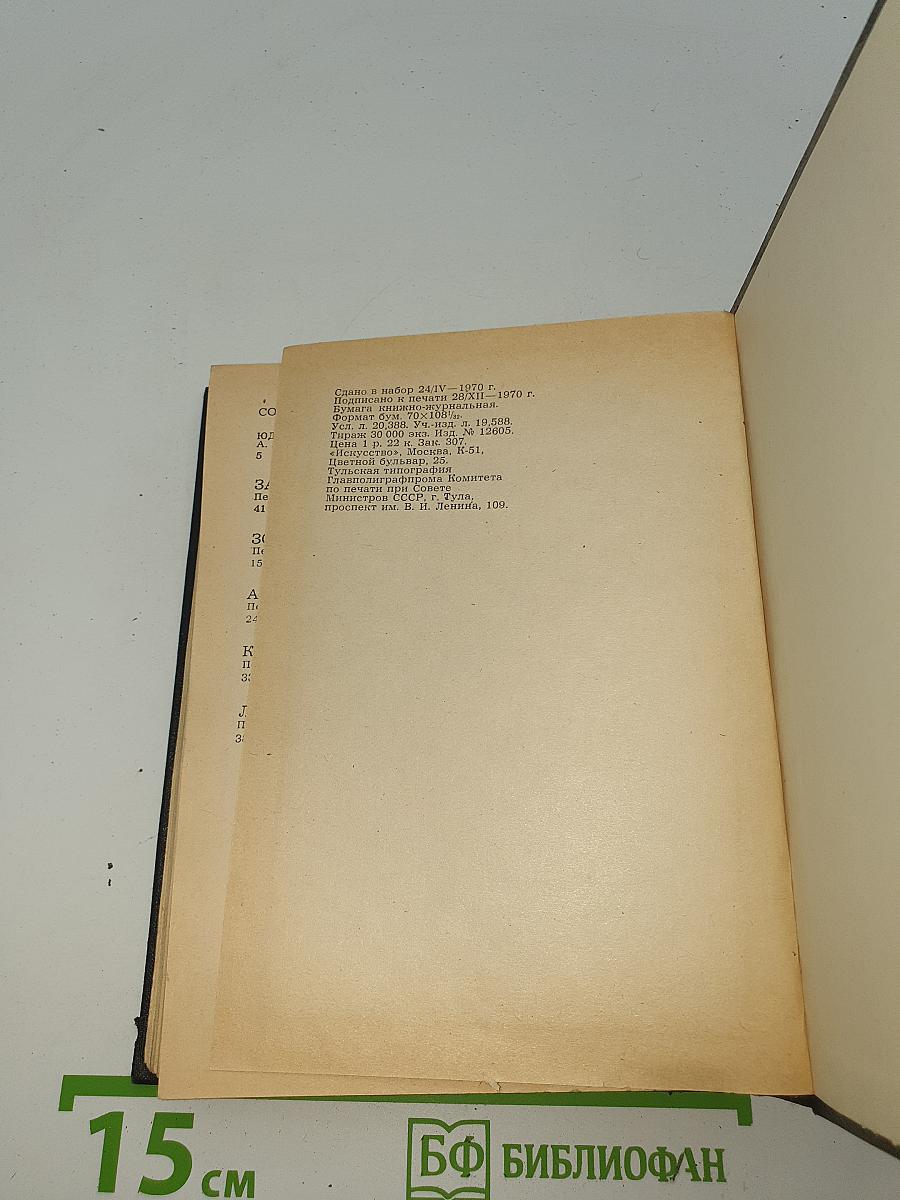 Сдано в набор 24/IV—1970 г.
Подписано к печати 28/XII—1970 г.
Бумага книжно-журнальная.
Формат бум. 70×108¹/₃₂.
Усл. л. 20,388. Уч.-изд. л. 19,588.
Тираж 30 000 экз. Изд. № 12605.
Цена 1 р. 22 к. Зак. 307.
«Искусство», Москва, К-51,
Цветной бульвар, 25.
Тульская типография
Главполиграфпрома Комитета
по печати при Совете
Министров СССР, г. Тула,
проспект им. В. И. Ленина, 109.
СО
ЮД
А.
5
ЗА
Пе
41
ЗО
Пе
15
А
По
24
К
П
33
Л
П
38
15 см
БФ БИБЛИОФАН